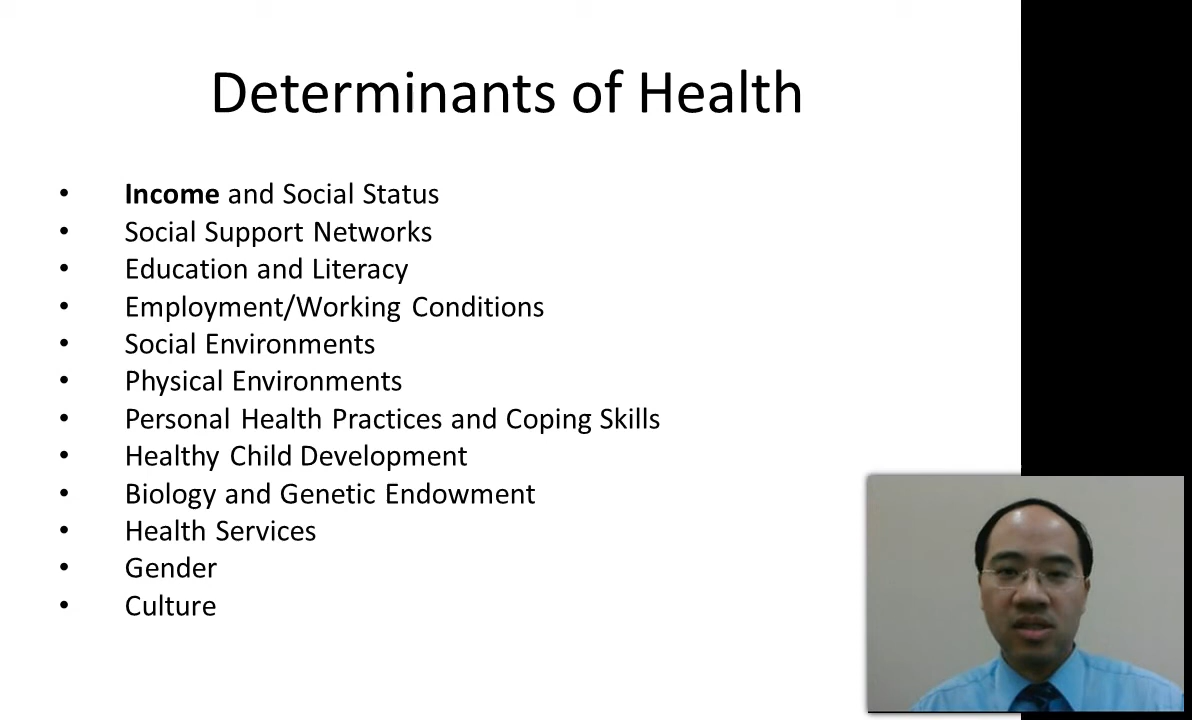 Determinants of Health
• Income and Social Status
• Social Support Networks
• Education and Literacy
• Employment/Working Conditions
• Social Environments
• Physical Environments
• Personal Health Practices and Coping Skills
• Healthy Child Development
• Biology and Genetic Endowment
• Health Services
• Gender
• Culture